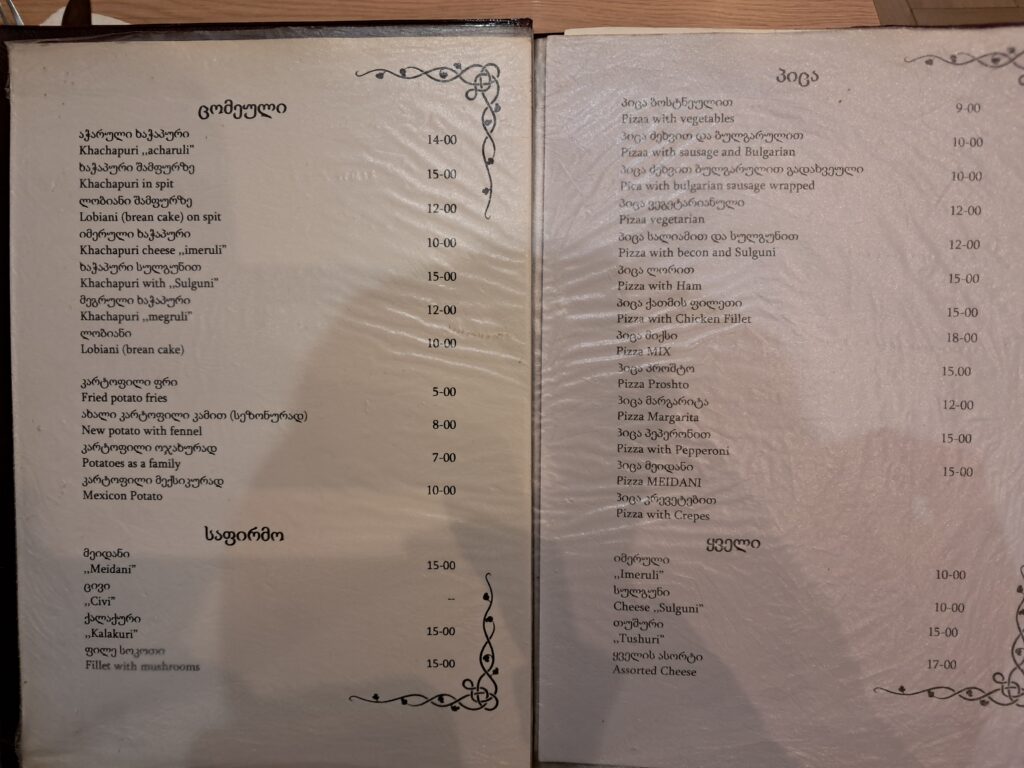 ცომეული
აჭარული ხაჭაპური
Khachapuri ,,acharuli” 14-00
ხაჭაპური შამფურზე
Khachapuri in spit 15-00
ლობიანი შამფურზე
Lobiani (brean cake) on spit 12-00
იმერული ხაჭაპური
Khachapuri cheese ,,imeruli” 10-00
ხაჭაპური სულგუნით
Khachapuri with ,,Sulguni” 15-00
მეგრული ხაჭაპური
Khachapuri ,,megruli” 12-00
ლობიანი
Lobiani (brean cake) 10-00
კარტოფილი ფრი
Fried potato fries 5-00
ახალი კარტოფილი კამით (სეზონურად)
New potato with fennel 8-00
კარტოფილი ოჯახურად
Potatoes as a family 7-00
კარტოფილი მექსიკურად
Mexicon Potato 10-00
საფირმო
მეიდანი
,,Meidani” 15-00
ცივი
,,Civi” --
ქალაქური
,,Kalakuri” 15-00
ფილე სოკოთი
Fillet with mushrooms 15-00
პიცა
პიცა ბოსტნეულით
Pizaa with vegetables 9-00
პიცა ძეხვით და ბულგარულით
Pizaa with sausage and Bulgarian 10-00
პიცა ძეხვით ბულგარულით გადახვეული
Pica with bulgarian sausage wrapped 10-00
პიცა ვეგეტარიანული
Pizaa vegetarian 12-00
პიცა სალიამით და სულგუნით
Pizza with becon and Sulguni 12-00
პიცა ლორით
Pizza with Ham 15-00
პიცა ქათმის ფილეთი
Pizza with Chicken Fillet 15-00
პიცა მიქსი
Pizza MIX 18-00
პიცა პროშტო
Pizza Proshto 15.00
პიცა მარგარიტა
Pizza Margarita 12-00
პიცა პეპერონით
Pizza with Pepperoni 15-00
პიცა მეიდანი
Pizza MEIDANI 15-00
პიცა კრევეტებით
Pizza with Crepes
ყველი
იმერული
,,Imeruli” 10-00
სულგუნი
Cheese ,,Sulguni” 10-00
თუშური
,,Tushuri” 15-00
ყველის ასორტი
Assorted Cheese 17-00